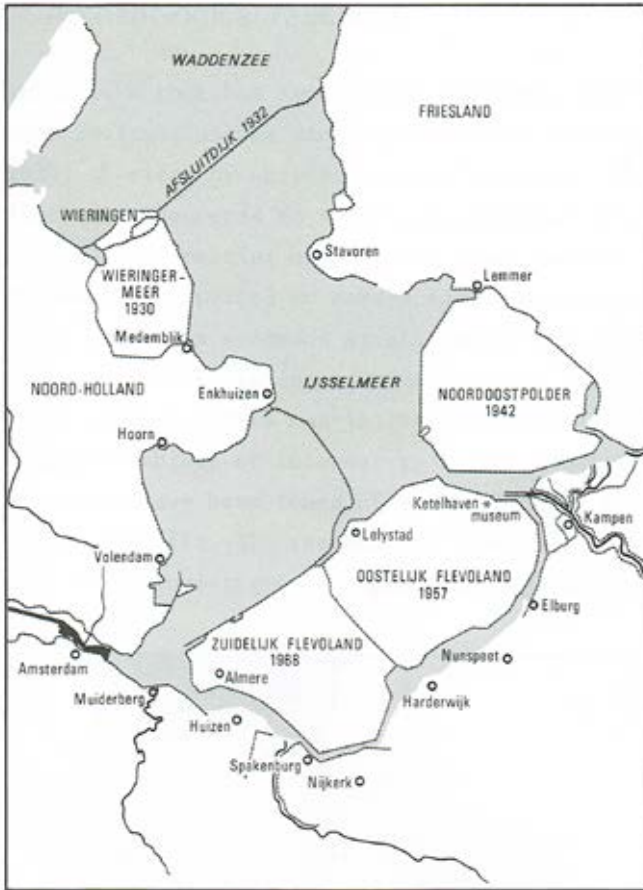 WADDENZEE
FRIESLAND
AFSLUITDIJK 1932
WIERINGEN
Stavoren
WIERINGER-
MEER
1930
Lemmer
Medemblik
NOORD-HOLLAND
Enkhuizen
IJSSELMEER
NOORDOOSTPOLDER
1942
Hoorn
Ketelhaven
museum
Kampen
Lelystad
Volendam
OOSTELIJK FLEVOLAND
1957
Elburg
ZUIDELIJK FLEVOLAND
1968
Nunspeet
Amsterdam
Almere
Harderwijk
Muiderberg
Huizen
Spakenburg
Nijkerk